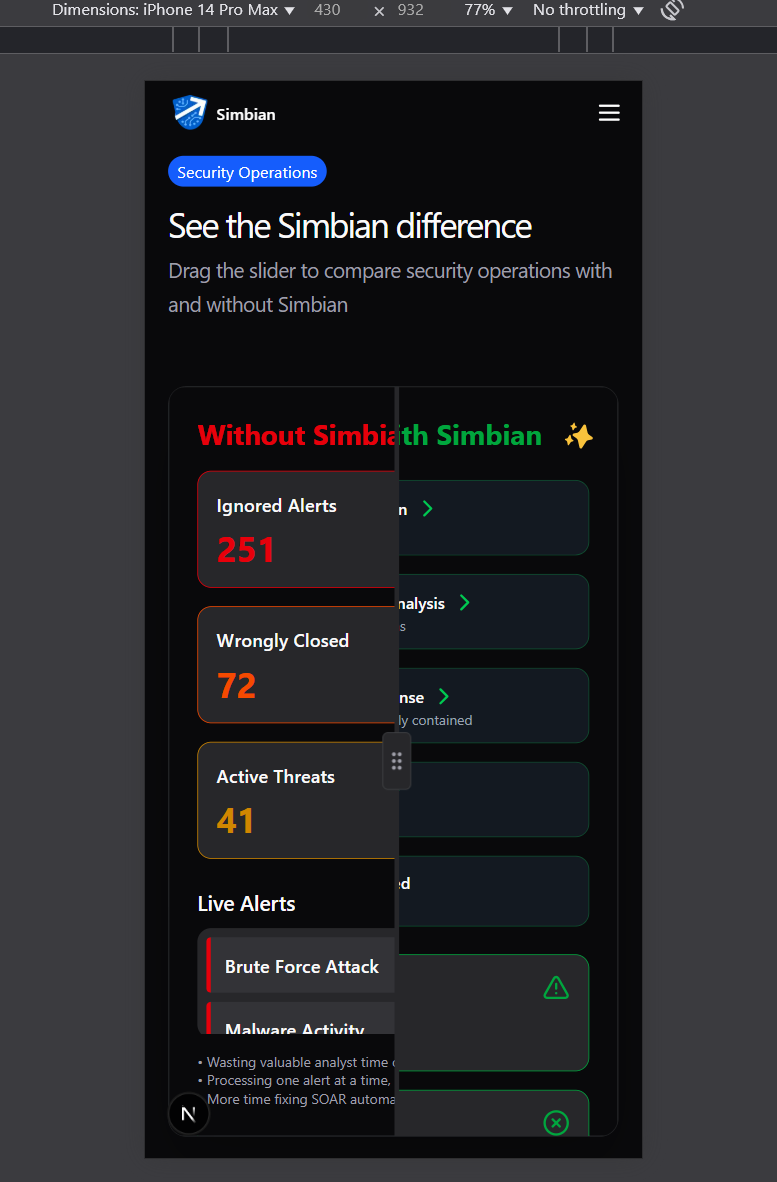 Dimensions: iPhone 14 Pro Max 430 × 932 77% No throttling
Simbian
Security Operations
See the Simbian difference
Drag the slider to compare security operations with
and without Simbian
Without Simbia
th Simbian
Ignored Alerts
251
n
nalysis
s
Wrongly Closed
72
nse
ly contained
Active Threats
41
ed
Live Alerts
Brute Force Attack
Malware Activity
• Wasting valuable analyst time
• Processing one alert at a time,
More time fixing SOAR automa
N